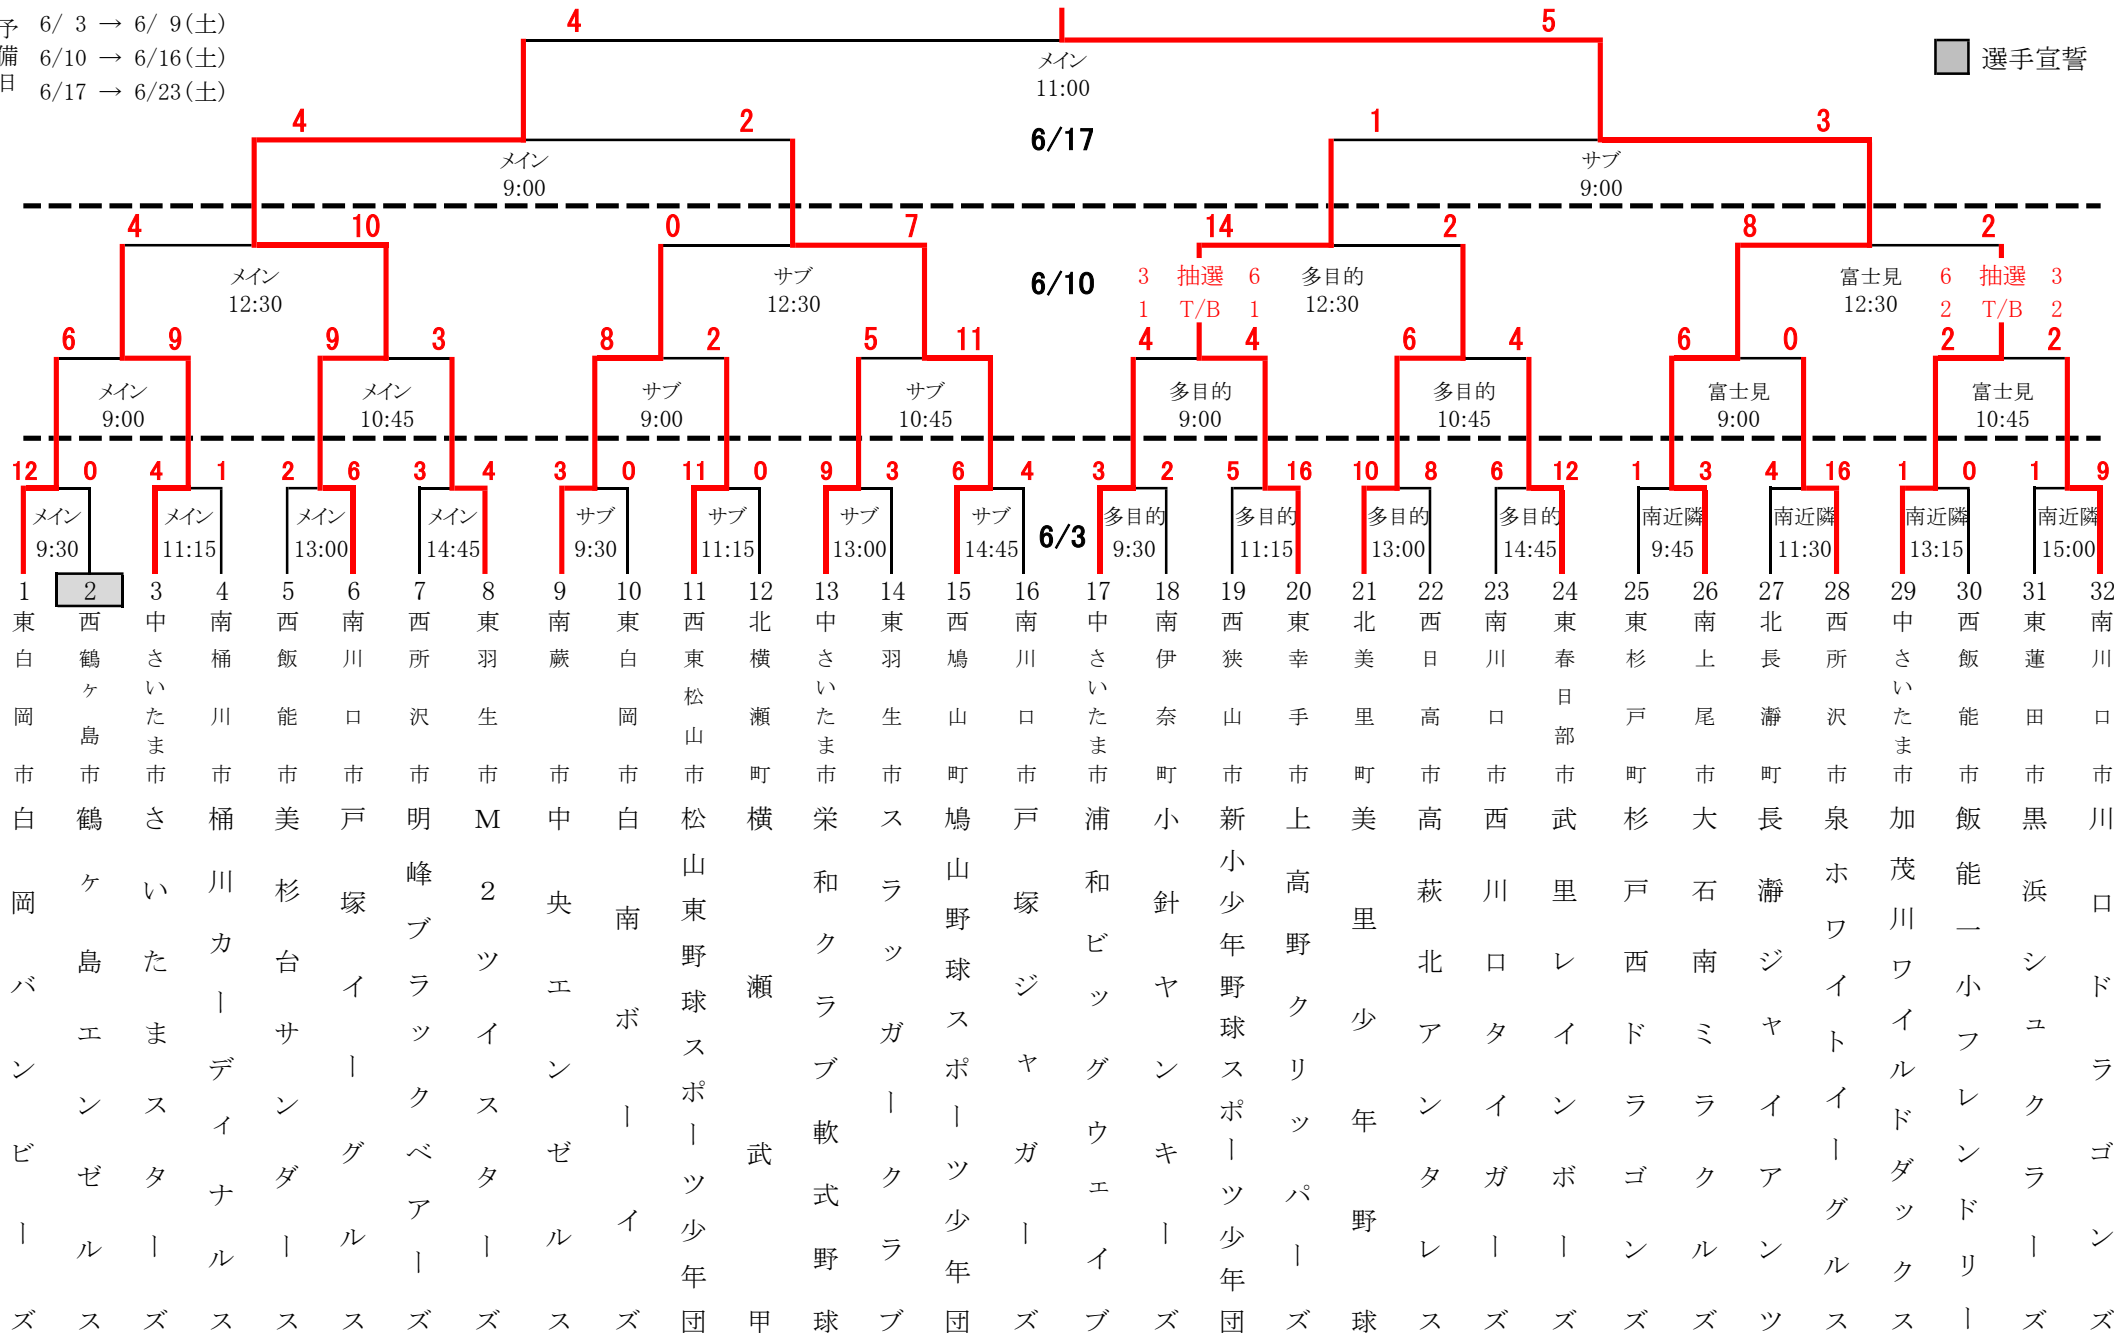 予備日
6/ 3 → 6/ 9(土)
6/10 → 6/16(土)
6/17 → 6/23(土)
選手宣誓
4 5
メイン
11:00
4 2 6/17 1 3
メイン サブ
9:00 9:00
4 10 0 7 14 2 8 2
メイン サブ 6/10 3 抽選 6 多目的 富士見 6 抽選 3
12:30 12:30 1 T/B 1 12:30 12:30 2 T/B 2
6 9 9 3 8 2 5 11 4 4 6 4 6 0 2 2
メイン メイン サブ サブ 多目的 多目的 富士見 富士見
9:00 10:45 9:00 10:45 9:00 10:45 9:00 10:45
12 0 4 1 2 6 3 4 3 0 11 0 9 3 6 4 3 2 5 16 10 8 6 12 1 3 4 16 1 0 1 9
メイン メイン メイン メイン サブ サブ サブ サブ 6/3 多目的 多目的 多目的 多目的 南近隣 南近隣 南近隣 南近隣
9:30 11:15 13:00 14:45 9:30 11:15 13:00 14:45 9:30 11:15 13:00 14:45 9:45 11:30 13:15 15:00
1 東 白岡市 白岡バンビーズ
2 西 鶴ヶ島市 鶴ヶ島エンゼルス
3 中 さいたま市 さいたまスターズ
4 南 桶川市 桶川カーディナルス
5 西 飯能市 美杉台サンダース
6 南 川口市 戸塚イーグルス
7 西 所沢市 明峰ブラックベアーズ
8 東 羽生市 M2ツイスターズ
9 南 蕨市 中央エンゼルス
10 東 白岡市 白南ボーイズ
11 西 東松山市 松山東野球スポーツ少年団
12 北 横瀬町 横瀬武甲
13 中 さいたま市 栄和クラブ軟式野球
14 東 羽生市 スラッガークラブ
15 西 鳩山町 鳩山野球スポーツ少年団
16 南 川口市 戸塚ジャガーズ
17 中 さいたま市 浦和ビッグウェイブ
18 南 伊奈町 小針ヤンキーズ
19 西 狭山市 新小少年野球スポーツ少年団
20 東 幸手市 上高野クリッパーズ
21 北 美里町 美里少年野球
22 西 日高市 高萩北アンタレス
23 南 川口市 西川口タイガーズ
24 東 春日部市 武里レインボーズ
25 東 杉戸町 杉戸西ドラゴンズ
26 南 上尾市 大石南ミラクルズ
27 北 長瀞町 長瀞ジャイアンツ
28 西 所沢市 泉ホワイトイーグルス
29 中 さいたま市 加茂川ワイルドダックス
30 西 飯能市 飯能一小フレンドリー
31 東 蓮田市 黒浜シュクラーズ
32 南 川口市 川口ドラゴンズ